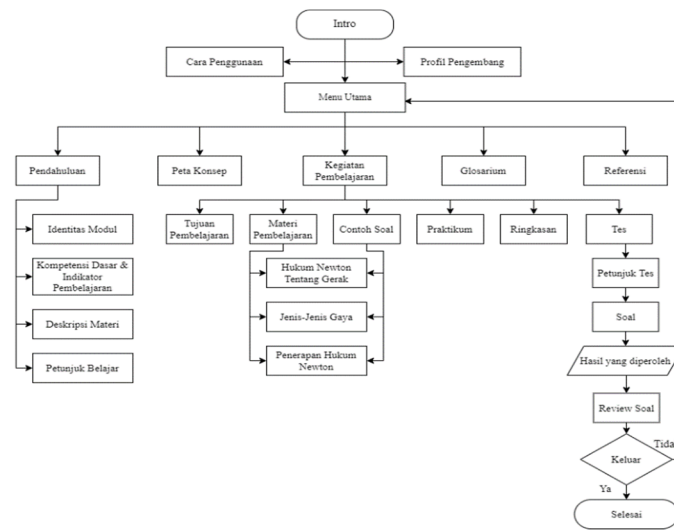 Intro
Cara Penggunaan
Profil Pengembang
Menu Utama
Pendahuluan
Peta Konsep
Kegiatan
Pembelajaran
Glosarium
Referensi
Identitas Modul
Kompetensi Dasar &
Indikator
Pembelajaran
Deskripsi Materi
Petunjuk Belajar
Tujuan
Pembelajaran
Materi
Pembelajaran
Contoh Soal
Praktikum
Ringkasan
Tes
Hukum Newton
Tentang Gerak
Jenis-Jenis Gaya
Penerapan Hukum
Newton
Petunjuk Tes
Soal
Hasil yang diperoleh
Review Soal
Keluar
Tida
Ya
Selesai